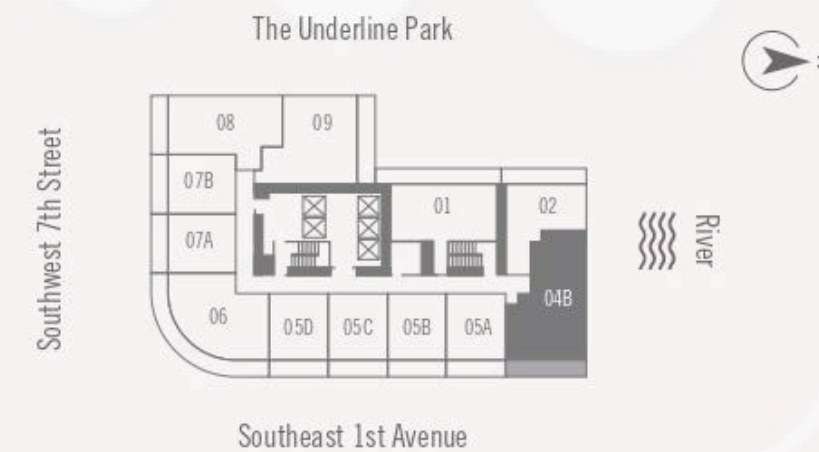 The Underline Park
Southwest 7th Street
08
09
07B
01
02
River
07A
04B
06
05D
05C
05B
05A
Southeast 1st Avenue